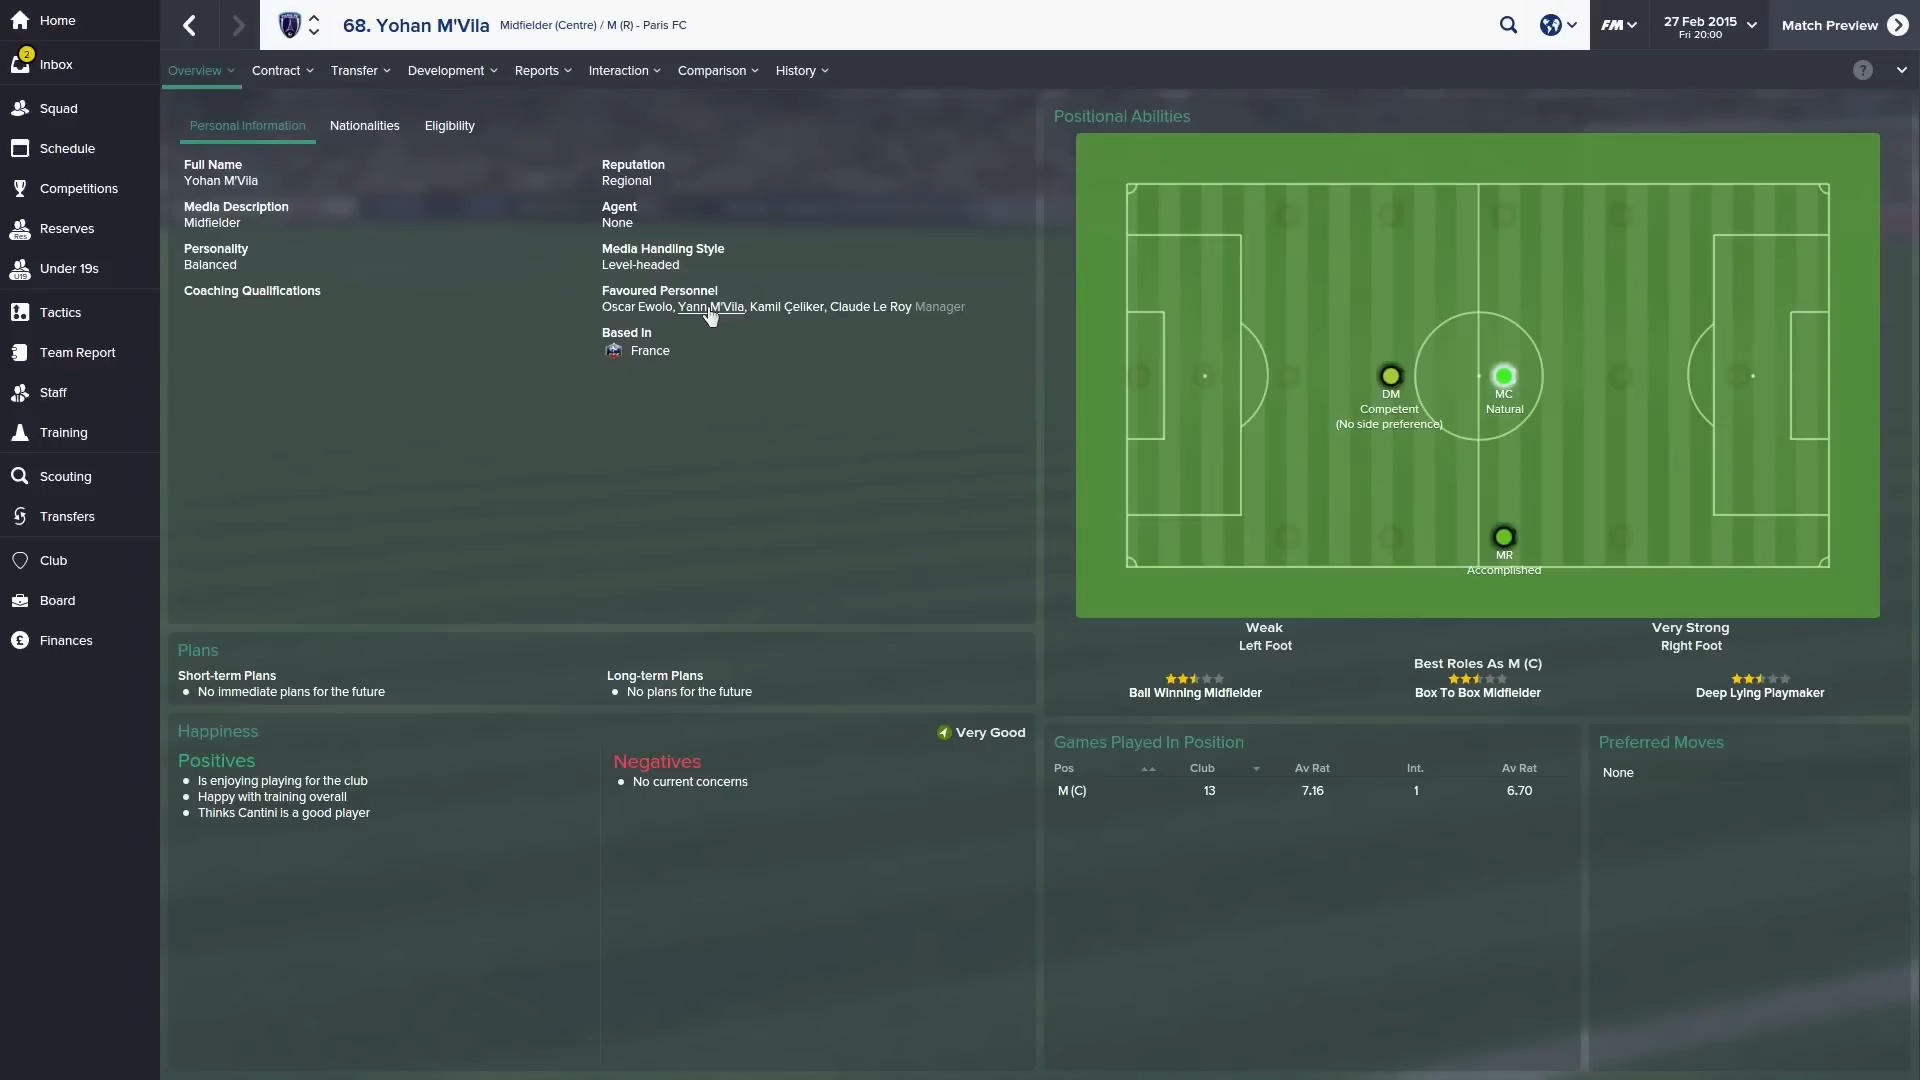 Home
2
Inbox
Squad
Schedule
Competitions
Res
Reserves
U19
Under 19s
Tactics
Team Report
Staff
Training
Scouting
Transfers
Club
Board
£
Finances
68. Yohan M'Vila
Midfielder (Centre) / M (R) - Paris FC
FM
27 Feb 2015
Fri 20:00
Match Preview
Overview
Contract
Transfer
Development
Reports
Interaction
Comparison
History
?
Personal Information
Nationalities
Eligibility
Full Name
Yohan M'Vila
Media Description
Midfielder
Personality
Balanced
Coaching Qualifications
Reputation
Regional
Agent
None
Media Handling Style
Level-headed
Favoured Personnel
Oscar Ewolo, Yann M'Vila, Kamil Çeliker, Claude Le Roy Manager
Based In
France
Plans
Short-term Plans
No immediate plans for the future
Long-term Plans
No plans for the future
Happiness
Very Good
Positives
Is enjoying playing for the club
Happy with training overall
Thinks Cantini is a good player
Negatives
No current concerns
Positional Abilities
DM
Competent
(No side preference)
MC
Natural
MR
Accomplished
Weak
Left Foot
Very Strong
Right Foot
Best Roles As M (C)
Ball Winning Midfielder
Box To Box Midfielder
Deep Lying Playmaker
Games Played In Position
Pos Club Av Rat Int. Av Rat
M (C) 13 7.16 1 6.70
Preferred Moves
None